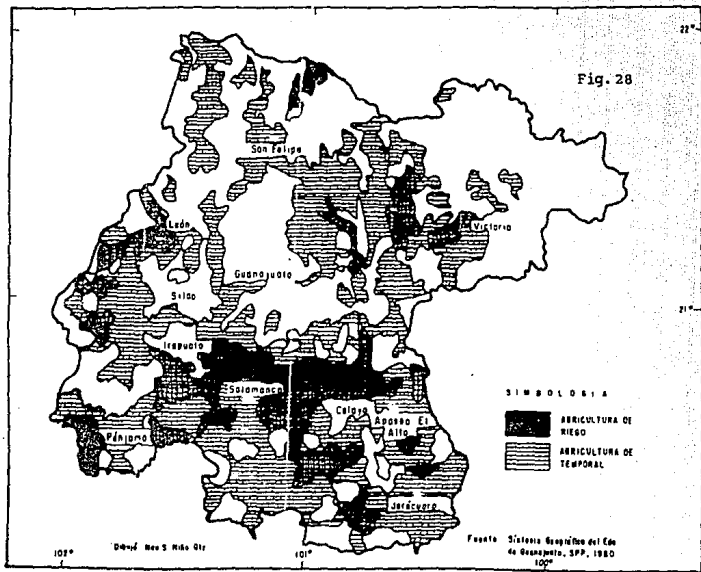 22°
Fig. 28
San Felipe
León
Victoria
Guanajuato
Silao
21°
Irapuato
Salamanca
SIMBOLOGIA
Celaya
Apaseo El
Alto
AGRICULTURA DE
RIEGO
Pénjamo
AGRICULTURA DE
TEMPORAL
Jerécuaro
102°
Dibujó
101°
Fuente Síntesis Geográfica del Edo
de Guanajuato, SPP, 1980
100°